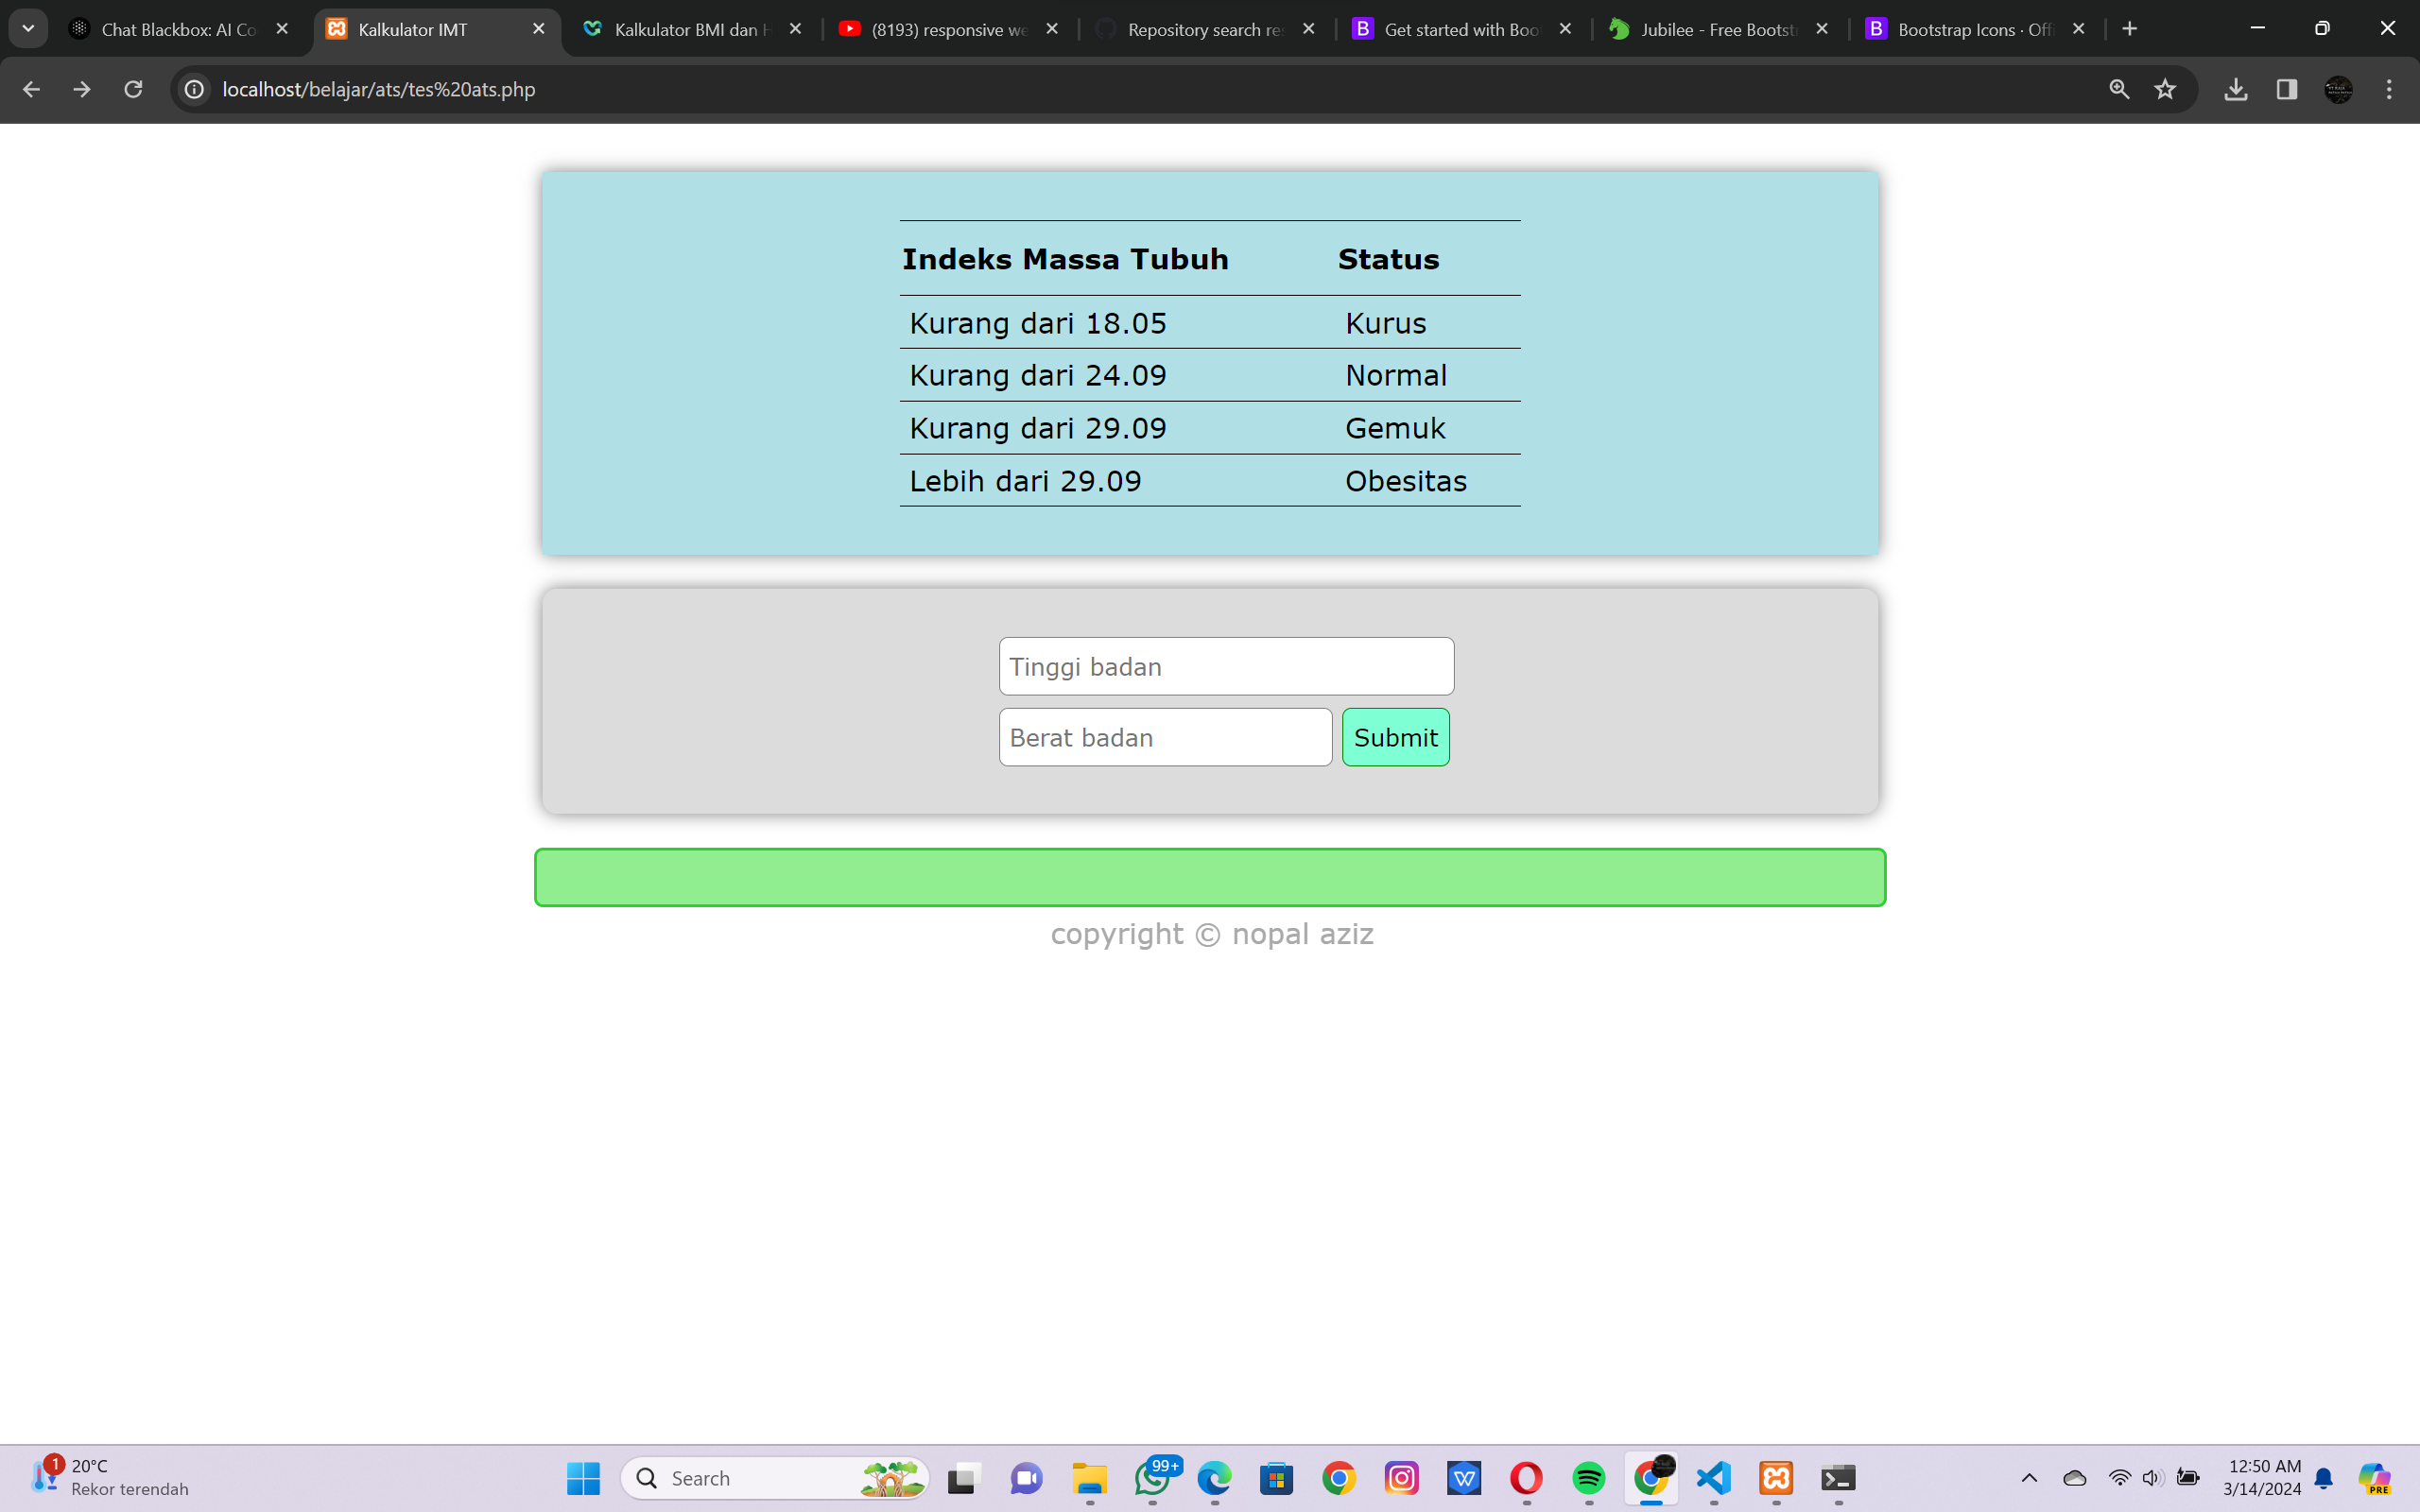 Chat Blackbox: AI Co
Kalkulator IMT
Kalkulator BMI dan H
(8193) responsive we
Repository search re
B
Get started with Boo
Jubilee - Free Bootst
B
Bootstrap Icons · Off
localhost/belajar/ats/tes%20ats.php
Indeks Massa Tubuh Status
Kurang dari 18.05 Kurus
Kurang dari 24.09 Normal
Kurang dari 29.09 Gemuk
Lebih dari 29.09 Obesitas
Tinggi badan
Berat badan Submit
copyright © nopal aziz
1
20°C
Rekor terendah
Search
99+
W
12:50 AM
3/14/2024
PRE